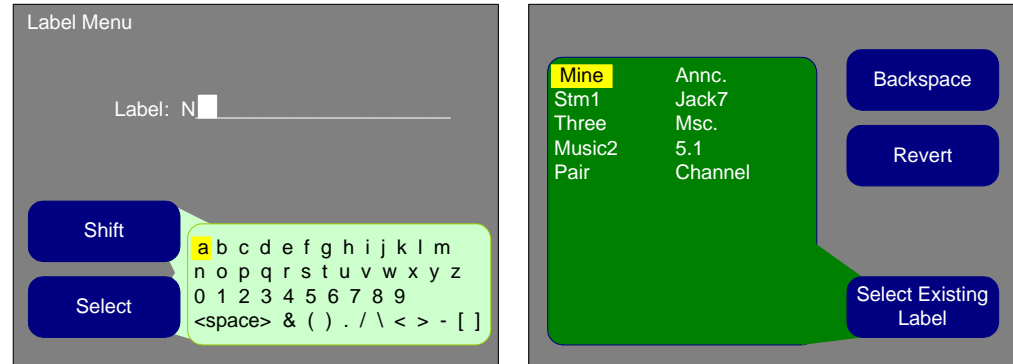 Label Menu
Label: N
Shift
Select
a b c d e f g h i j k l m
n o p q r s t u v w x y z
0 1 2 3 4 5 6 7 8 9
<space> & ( ) . / \ < > - [ ]
Mine Annc.
Stm1 Jack7
Three Msc.
Music2 5.1
Pair Channel
Backspace
Revert
Select Existing
Label